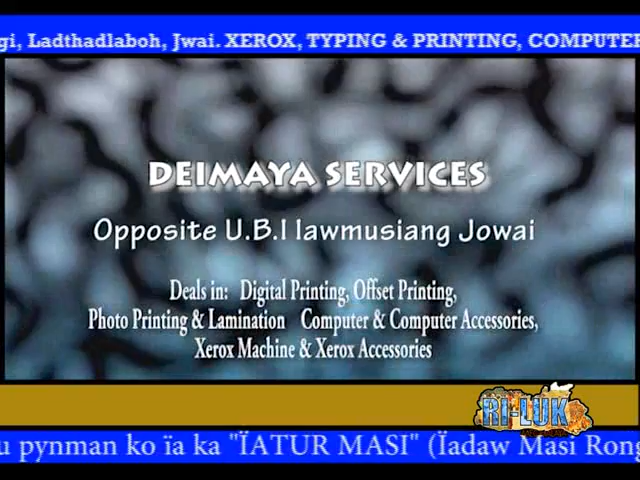 gi, Ladthadlaboh, Jwai. XEROX, TYPING & PRINTING, COMPUTER
DEIMAYA SERVICES
Opposite U.B.I Iawmusiang Jowai
Deals in: Digital Printing, Offset Printing,
Photo Printing & Lamination Computer & Computer Accessories,
Xerox Machine & Xerox Accessories
RI-LUK
u pynman ko ïa ka "ÏATUR MASI" (Ïadaw Masi Rong